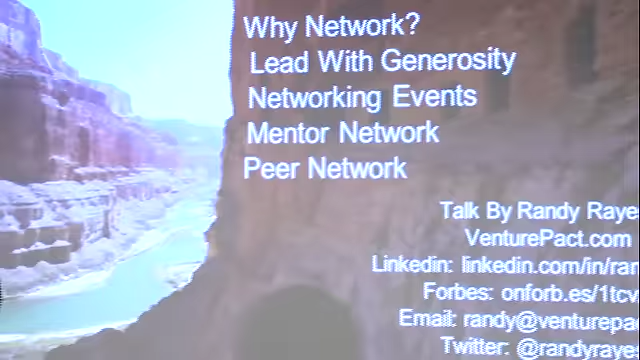 Why Network?
Lead With Generosity
Networking Events
Mentor Network
Peer Network
Talk By Randy Raye
VenturePact.com
Linkedin: linkedin.com/in/ran
Forbes: onforb.es/1tcv
Email: randy@venturepa
Twitter: @randyraye